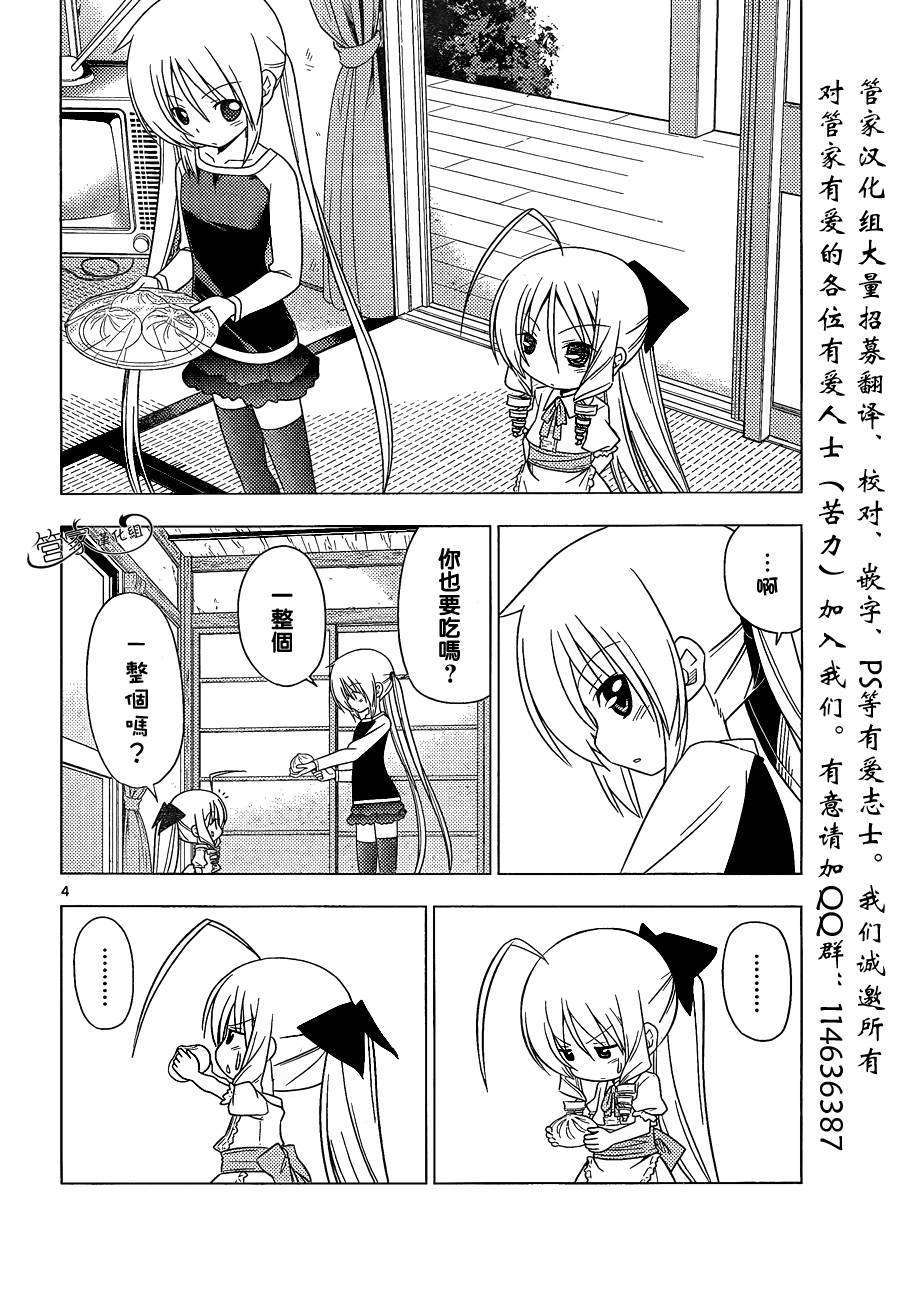 管家汉化组大量招募翻译、校对、嵌字、PS等有爱志士。我们诚邀所有
对管家有爱的各位有爱人士(苦力)加入我们。有意请加QQ群:114636387
…啊
你也要吃嗎?
一整個
一整個嗎?
管家漢化組
4
………
………